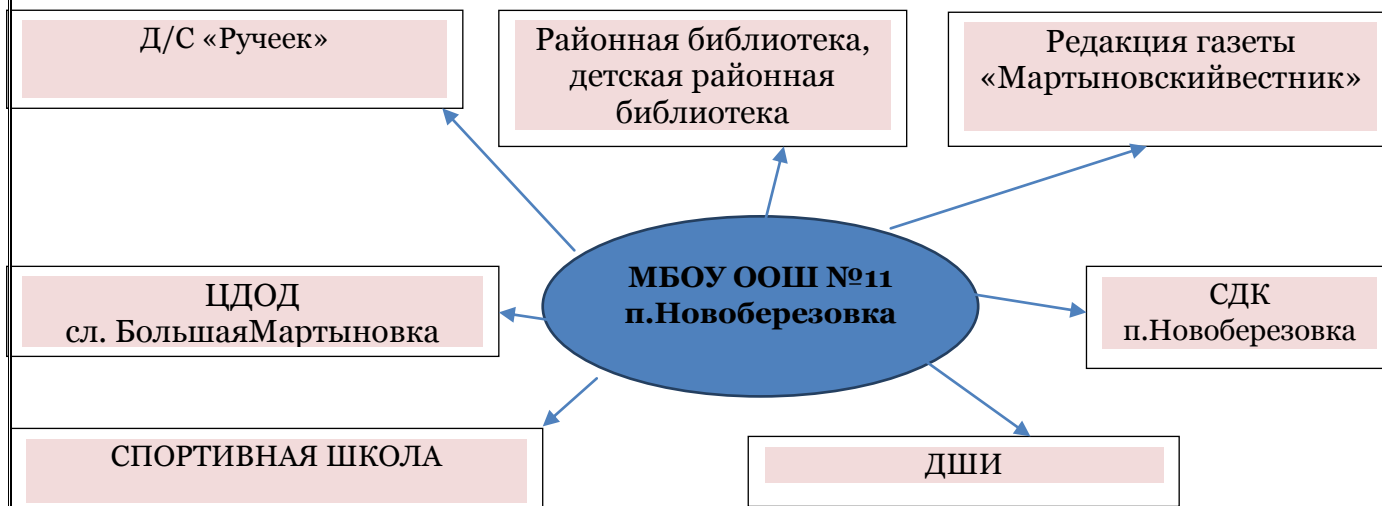 Д/С «Ручеек»
Районная библиотека,
детская районная
библиотека
Редакция газеты
«Мартыновскийвестник»
ЦДОД
сл. БольшаяМартыновка
МБОУ ООШ №11
п.Новоберезовка
СДК
п.Новоберезовка
СПОРТИВНАЯ ШКОЛА
ДШИ